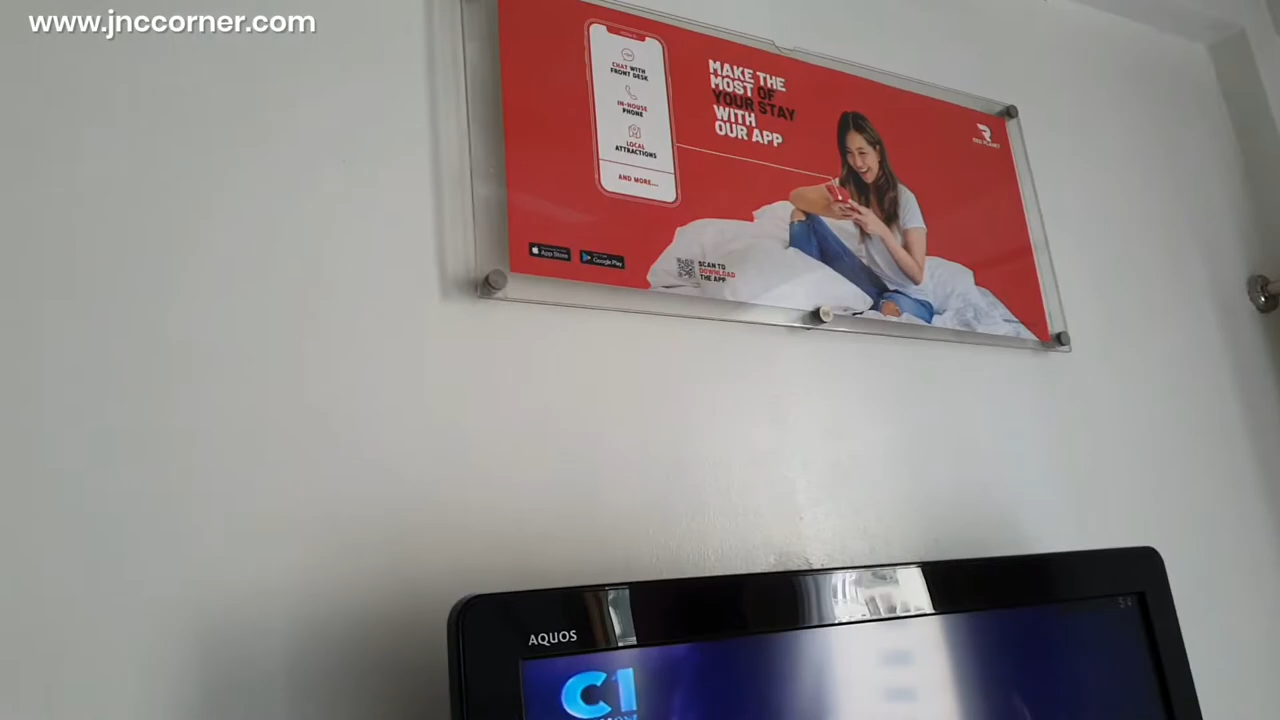 www.jnccorner.com
CHAT WITH
FRONT DESK
IN-HOUSE
PHONE
LOCAL
ATTRACTIONS
AND MORE...
MAKE THE
MOST OF
YOUR STAY
WITH
OUR APP
RED PLANET
App Store
Google Play
SCAN TO
DOWNLOAD
THE APP
AQUOS
C1